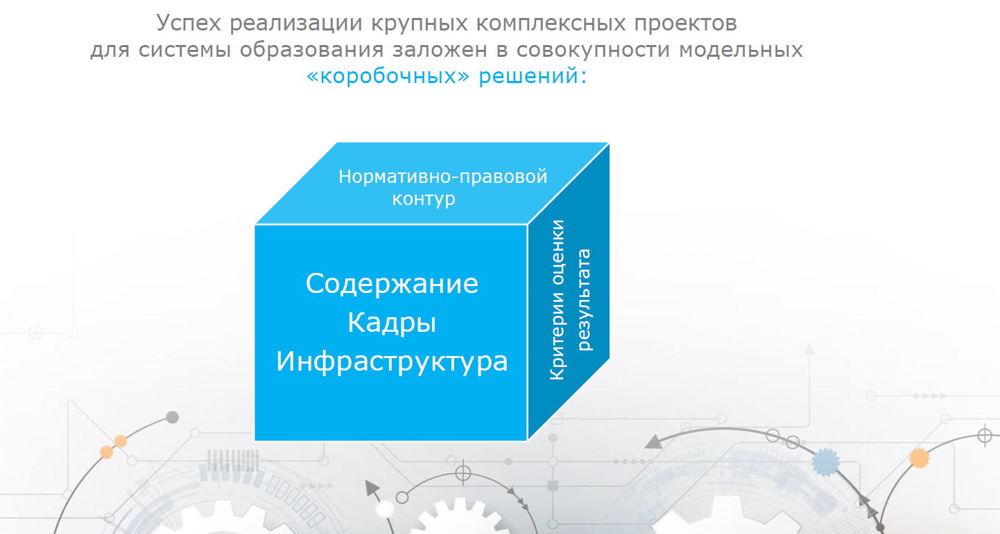 Успех реализации крупных комплексных проектов
для системы образования заложен в совокупности модельных
«коробочных» решений:
Нормативно-правовой
контур
Содержание
Кадры
Инфраструктура
Критерии оценки
результата